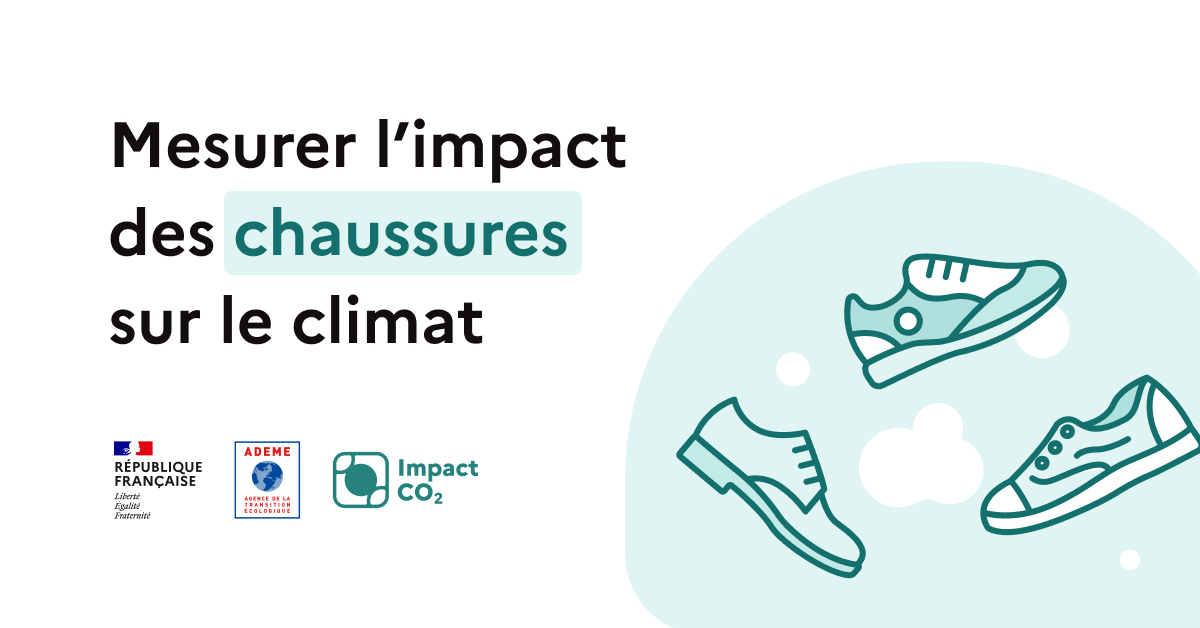 Mesurer l’impact
des chaussures
sur le climat
RÉPUBLIQUE
FRANÇAISE
Liberté
Egalité
Fraternité
ADEME
AGENCE DE LA
TRANSITION
ÉCOLOGIQUE
Impact
CO₂